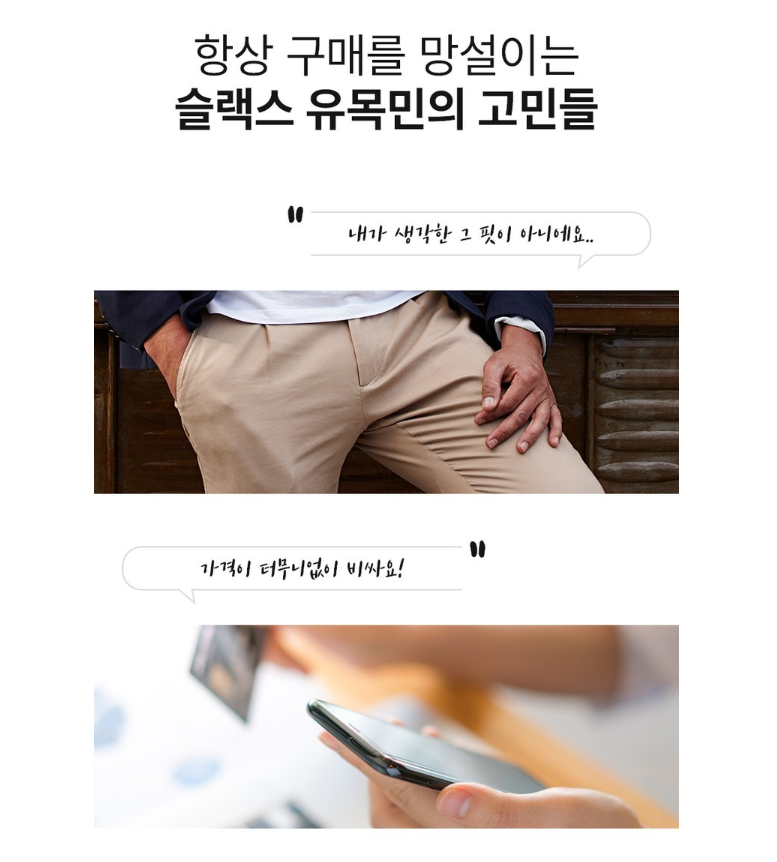 항상 구매를 망설이는
슬랙스 유목민의 고민들
" 내가 생각한 그 핏이 아니에요..
가격이 터무니없이 비싸요! "